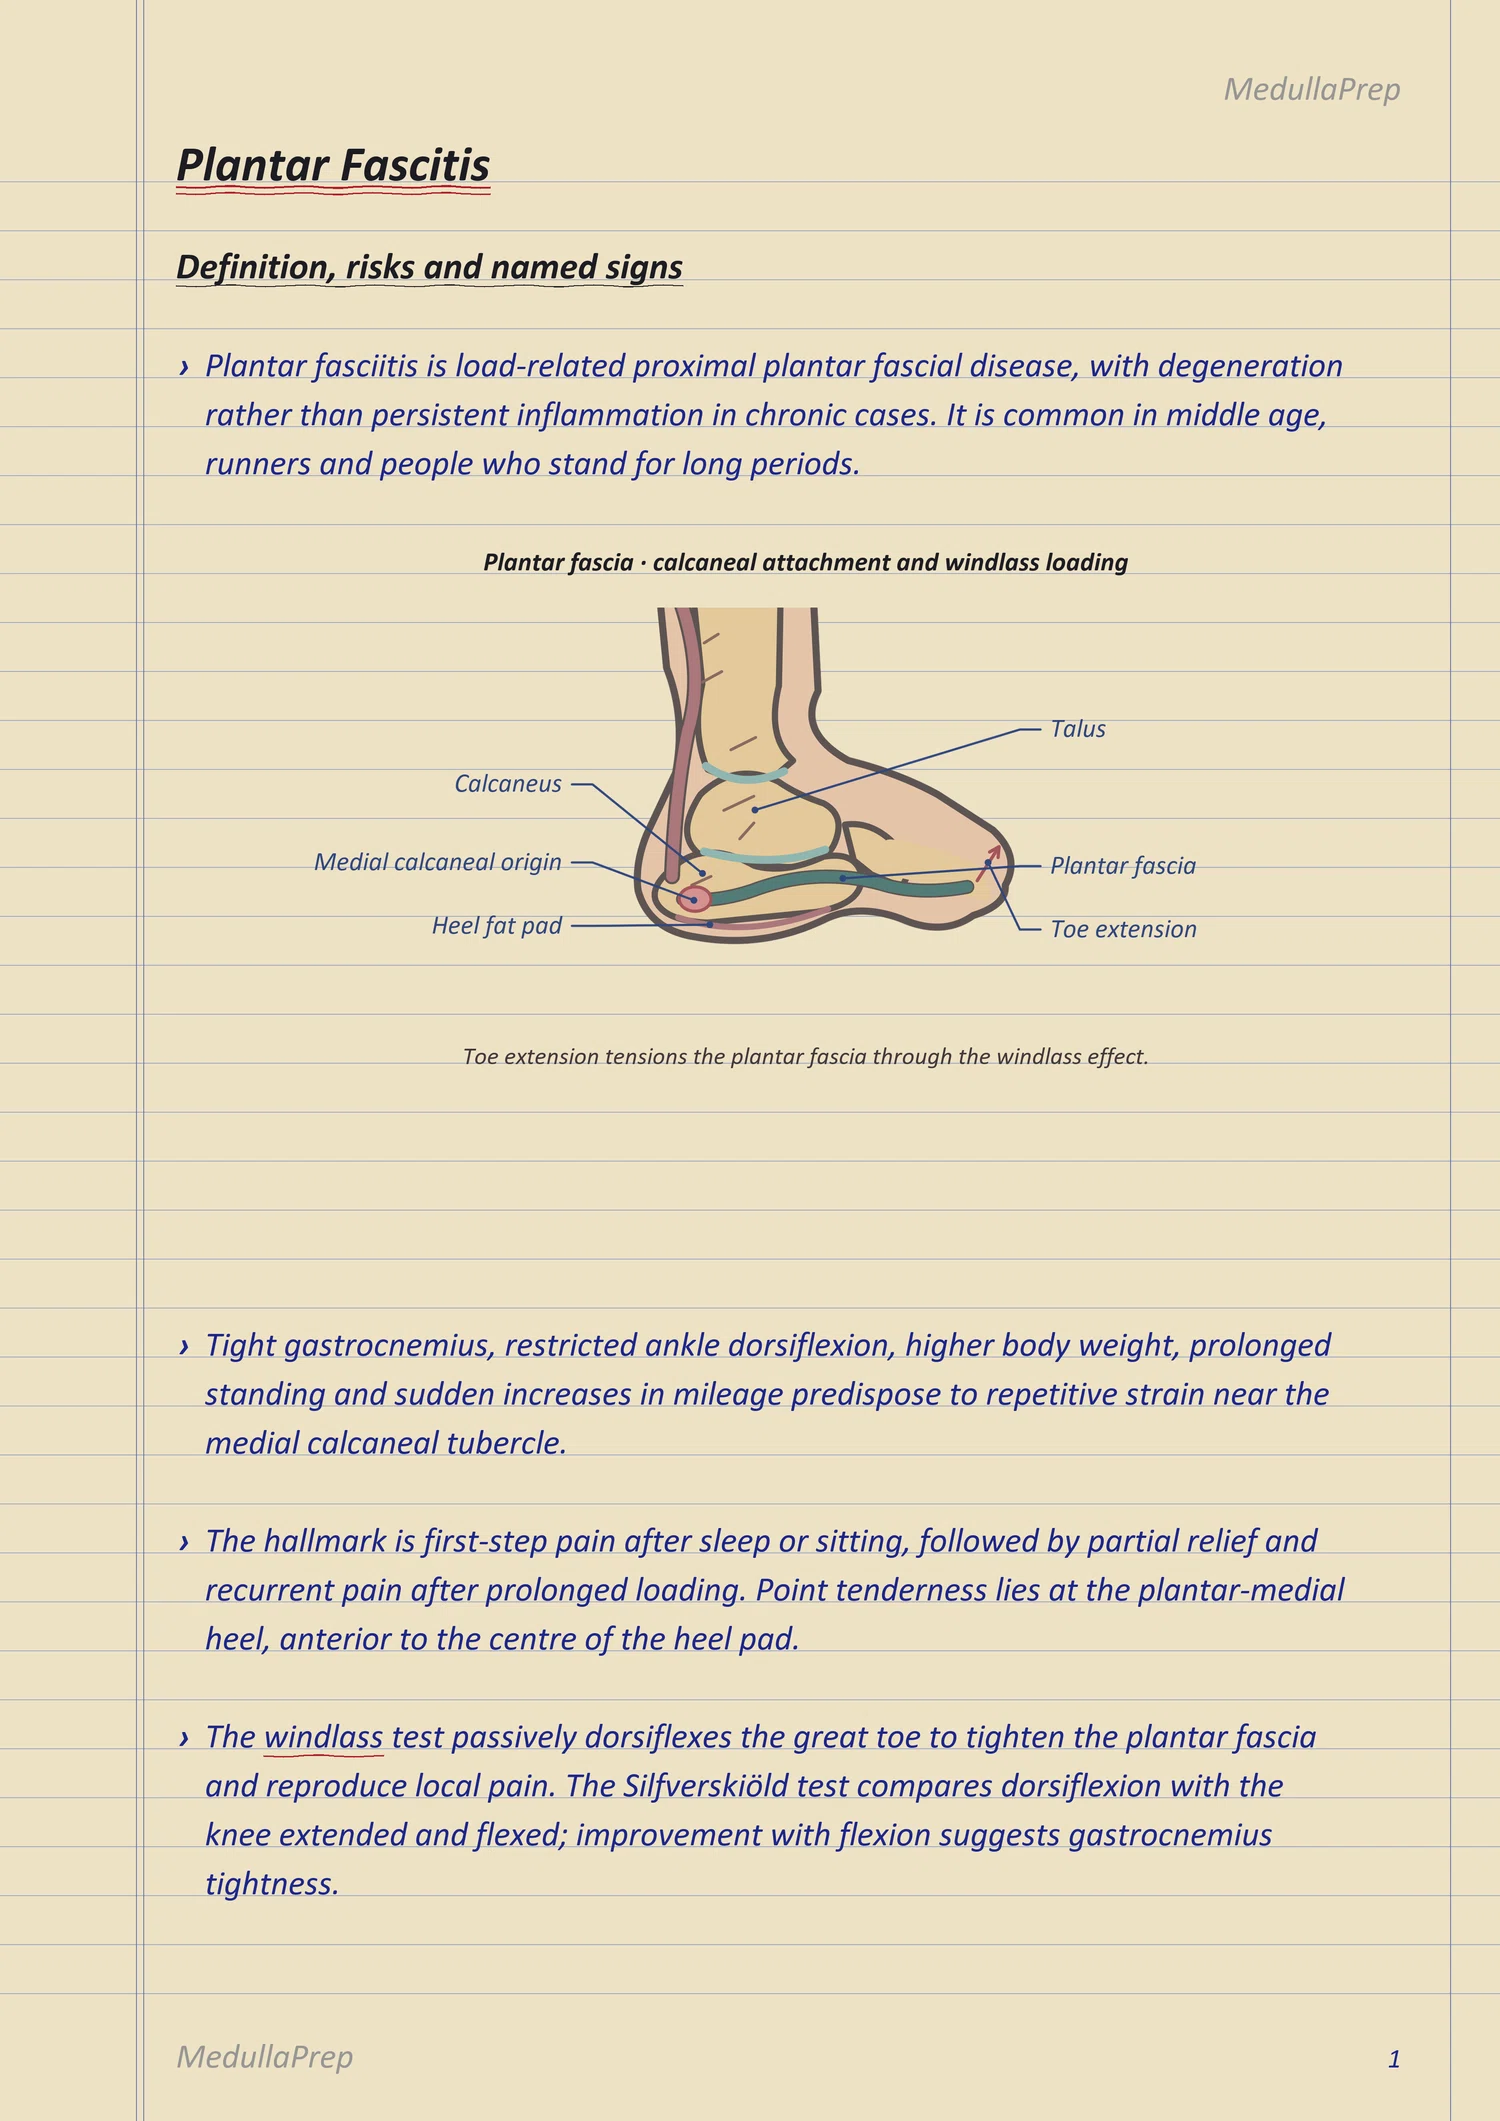 MedullaPrep
Plantar Fascitis
Definition, risks and named signs
› Plantar fasciitis is load-related proximal plantar fascial disease, with degeneration
rather than persistent inflammation in chronic cases. It is common in middle age,
runners and people who stand for long periods.
Plantar fascia · calcaneal attachment and windlass loading
Talus
Calcaneus
Medial calcaneal origin
Plantar fascia
Heel fat pad
Toe extension
Toe extension tensions the plantar fascia through the windlass effect.
› Tight gastrocnemius, restricted ankle dorsiflexion, higher body weight, prolonged
standing and sudden increases in mileage predispose to repetitive strain near the
medial calcaneal tubercle.
› The hallmark is first-step pain after sleep or sitting, followed by partial relief and
recurrent pain after prolonged loading. Point tenderness lies at the plantar-medial
heel, anterior to the centre of the heel pad.
› The windlass test passively dorsiflexes the great toe to tighten the plantar fascia
and reproduce local pain. The Silfverskiöld test compares dorsiflexion with the
knee extended and flexed; improvement with flexion suggests gastrocnemius
tightness.
MedullaPrep
1